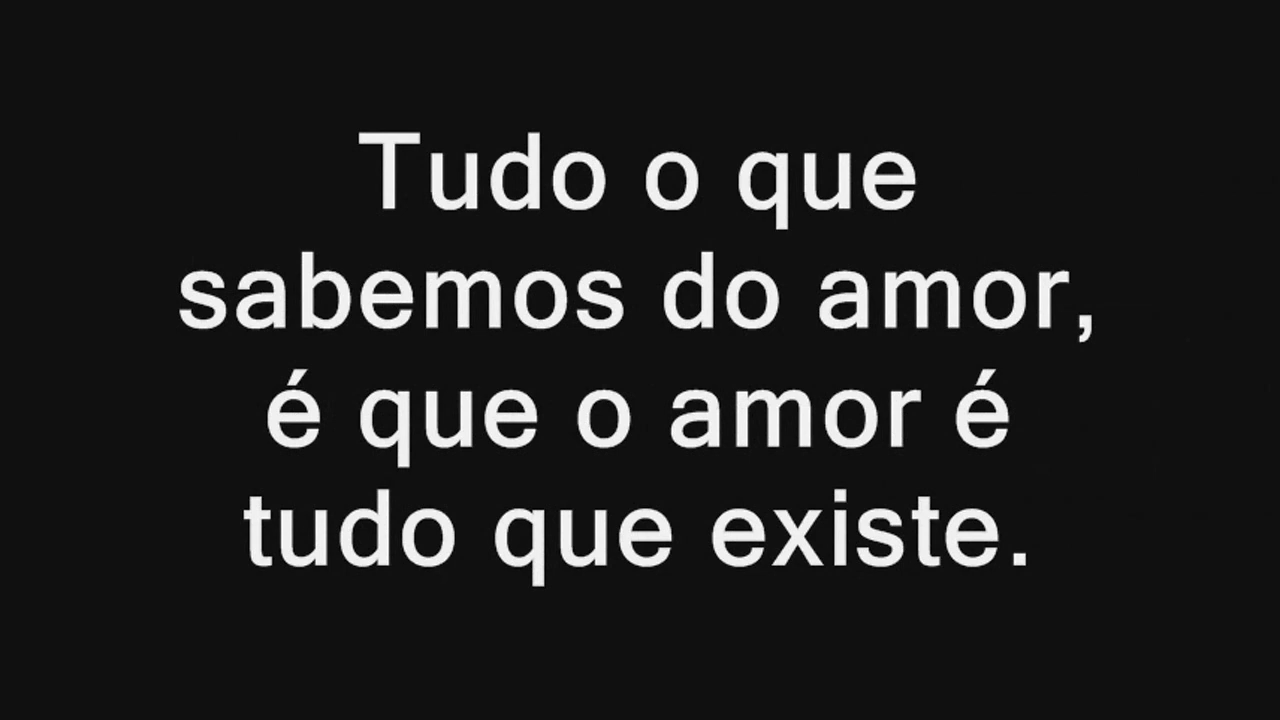 Tudo o que
sabemos do amor,
é que o amor é
tudo que existe.